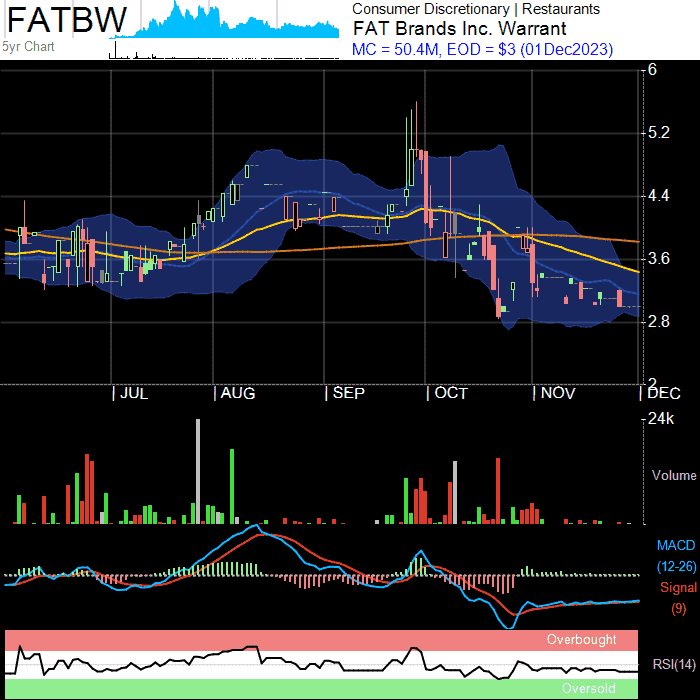 FATBW
5yr Chart
Consumer Discretionary | Restaurants
FAT Brands Inc. Warrant
MC = 50.4M, EOD = $3 (01Dec2023)
6
5.2
4.4
3.6
2.8
2
JUL
AUG
SEP
OCT
NOV
DEC
24k
Volume
MACD
(12-26)
Signal
(9)
Overbought
RSI(14)
Oversold